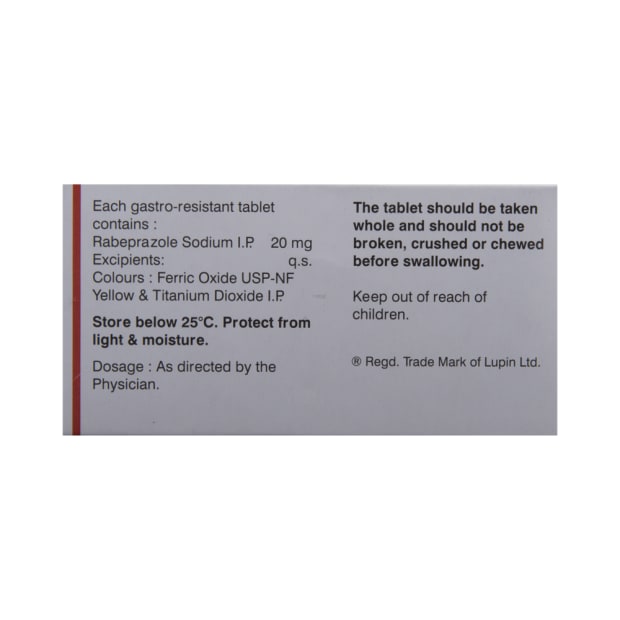 Each gastro-resistant tablet
contains :
Rabeprazole Sodium I.P. 20 mg
Excipients: q.s.
Colours : Ferric Oxide USP-NF
Yellow & Titanium Dioxide I.P.
Store below 25°C. Protect from
light & moisture.
Dosage : As directed by the
Physician.
The tablet should be taken
whole and should not be
broken, crushed or chewed
before swallowing.
Keep out of reach of
children.
® Regd. Trade Mark of Lupin Ltd.